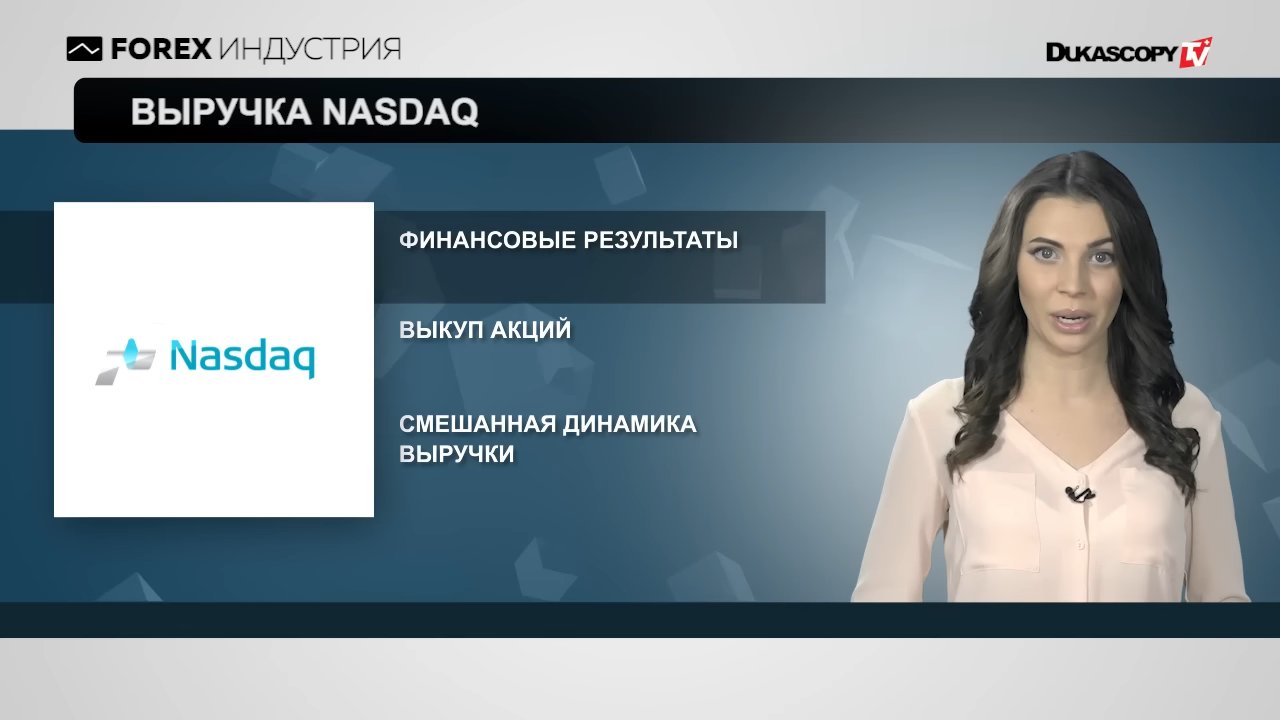 FOREX ИНДУСТРИЯ
DUKASCOPY TV
ВЫРУЧКА NASDAQ
ФИНАНСОВЫЕ РЕЗУЛЬТАТЫ
Nasdaq
ВЫКУП АКЦИЙ
СМЕШАННАЯ ДИНАМИКА
ВЫРУЧКИ